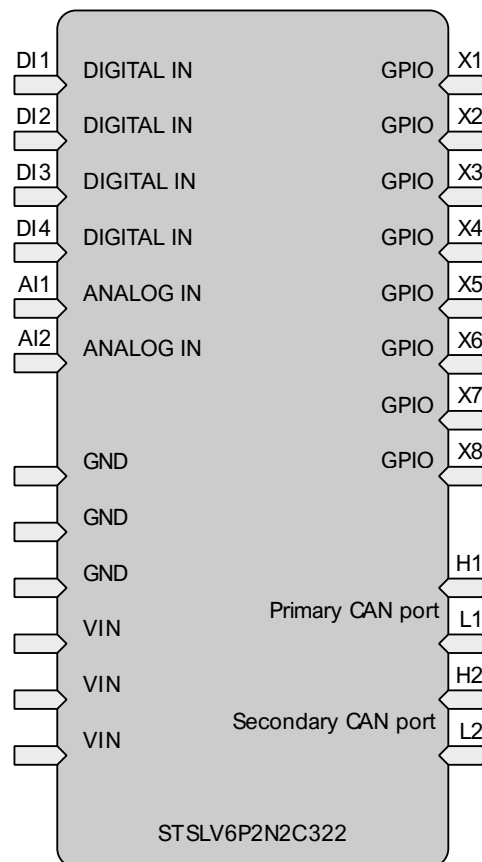 DI1 DIGITAL IN GPIO X1
DI2 DIGITAL IN GPIO X2
DI3 DIGITAL IN GPIO X3
DI4 DIGITAL IN GPIO X4
AI1 ANALOG IN GPIO X5
AI2 ANALOG IN GPIO X6
GPIO X7
GND GPIO X8
GND
GND H1
Primary CAN port
VIN L1
VIN H2
Secondary CAN port
VIN L2
STSLV6P2N2C322